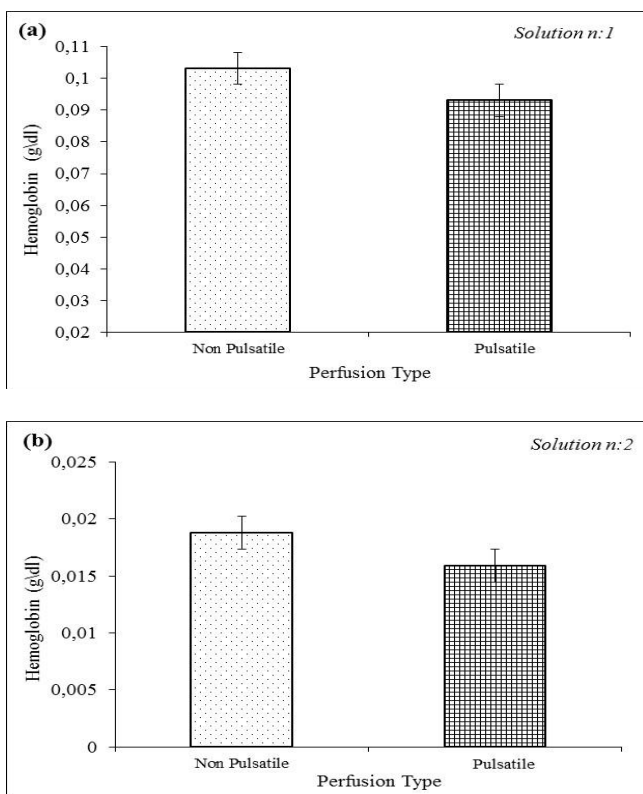 (a)
Solution n:1
Hemoglobin (g\dl)
0,11
0,1
0,09
0,08
0,07
0,06
0,05
0,04
0,03
0,02
Non Pulsatile
Pulsatile
Perfusion Type
(b)
Solution n:2
Hemoglobin (g\dl)
0,025
0,02
0,015
0,01
0,005
0
Non Pulsatile
Pulsatile
Perfusion Type